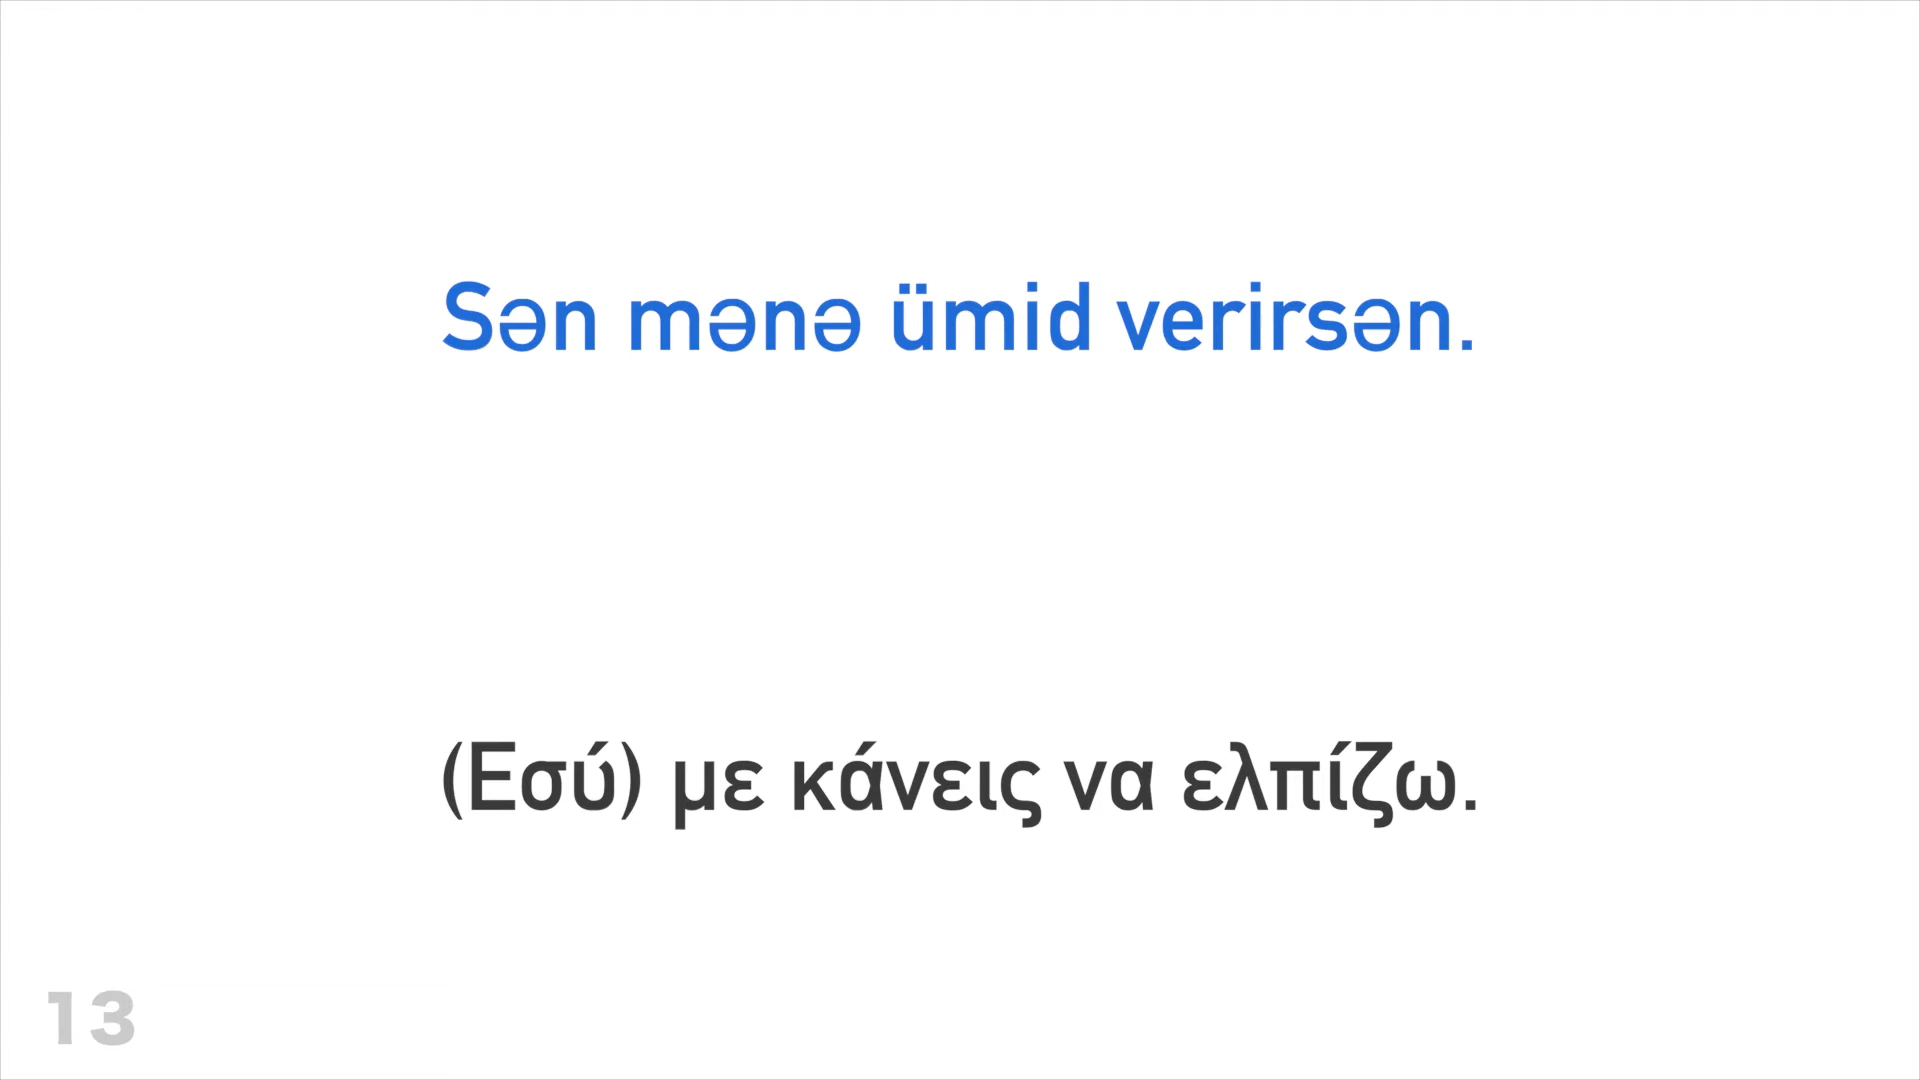 Sən mənə ümid verirsən.
(Εσύ) με κάνεις να ελπίζω.
13